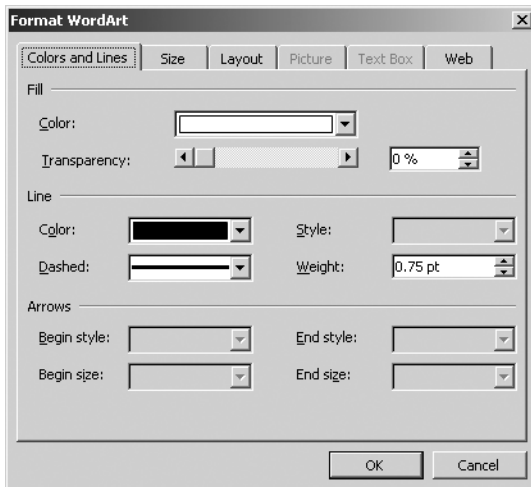 Format WordArt
Colors and Lines Size Layout Picture Text Box Web
Fill
Color:
Transparency: 0 %
Line
Color: Style:
Dashed: Weight: 0.75 pt
Arrows
Begin style: End style:
Begin size: End size:
OK Cancel